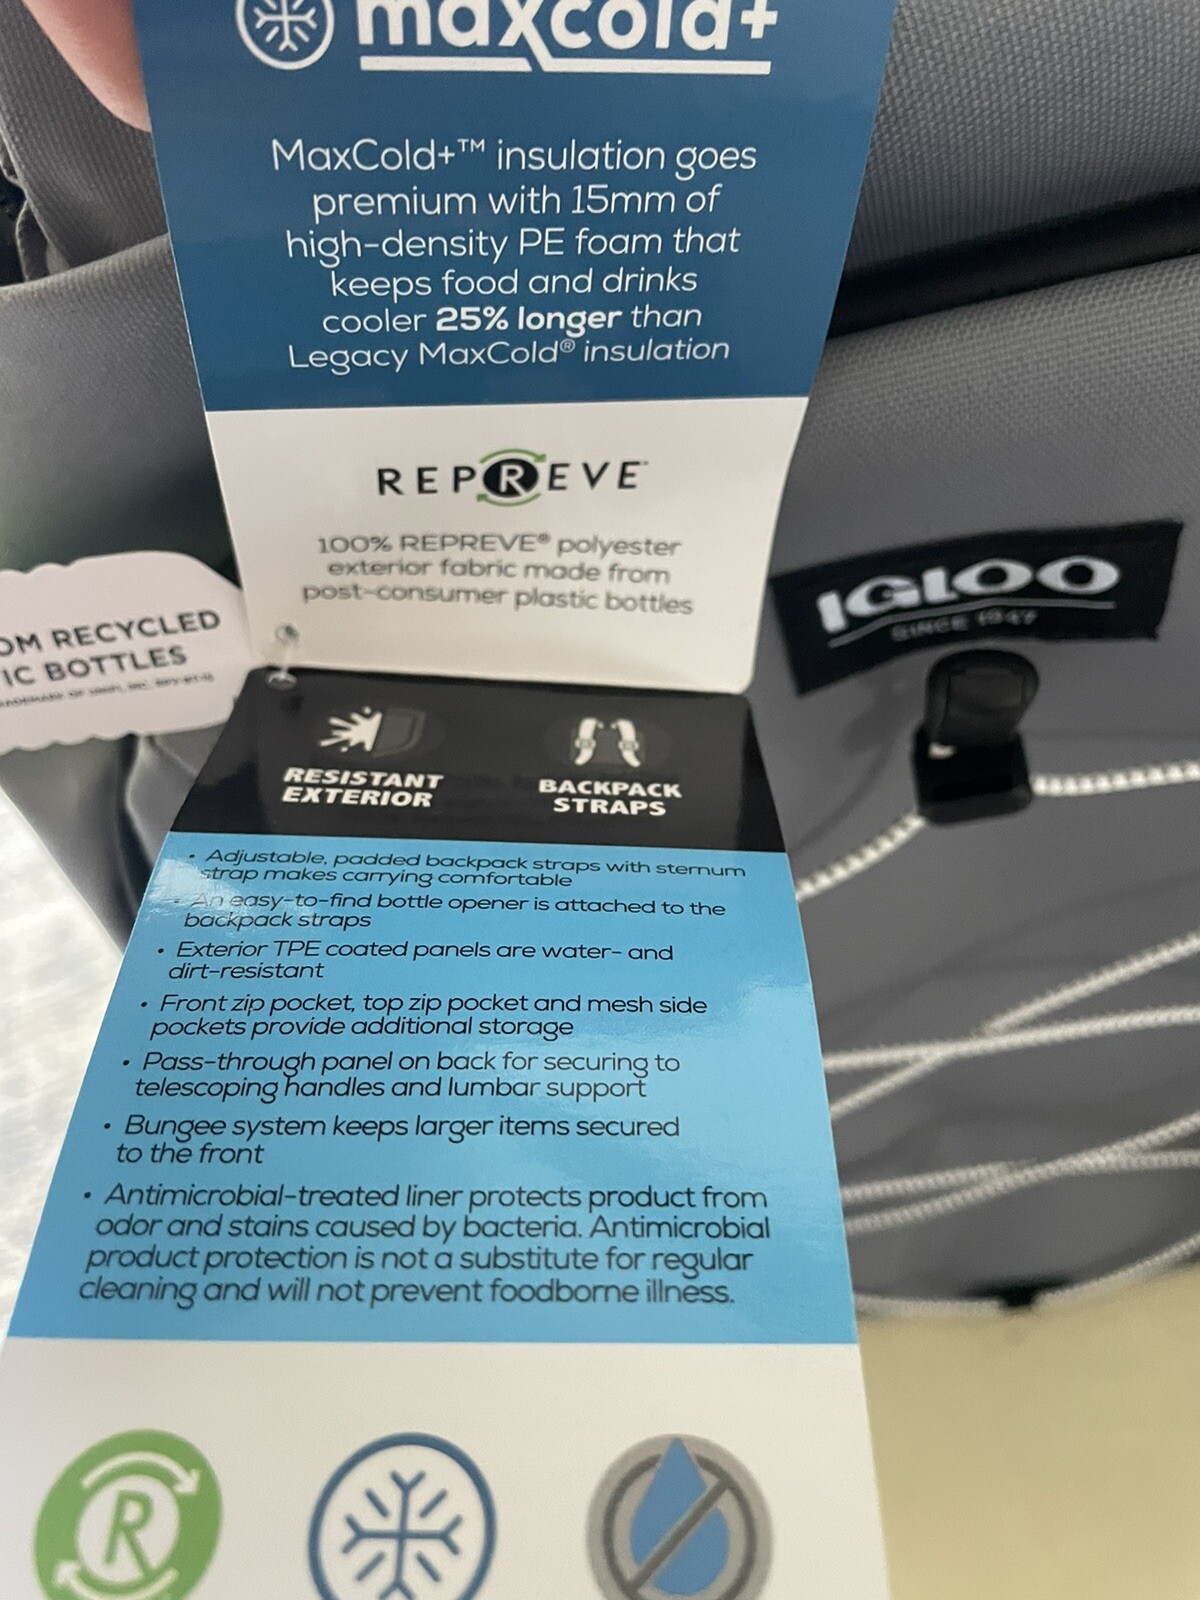 maxcold+
MaxCold+™ insulation goes
premium with 15mm of
high-density PE foam that
keeps food and drinks
cooler 25% longer than
Legacy MaxCold® insulation
REPREVE™
100% REPREVE® polyester
exterior fabric made from
post-consumer plastic bottles
OM RECYCLED
IC BOTTLES
IGLOO
SINCE 1947
RESISTANT
EXTERIOR
BACKPACK
STRAPS
• Adjustable, padded backpack straps with sternum
strap makes carrying comfortable
• An easy-to-find bottle opener is attached to the
backpack straps
• Exterior TPE coated panels are water- and
dirt-resistant
• Front zip pocket, top zip pocket and mesh side
pockets provide additional storage
• Pass-through panel on back for securing to
telescoping handles and lumbar support
• Bungee system keeps larger items secured
to the front
• Antimicrobial-treated liner protects product from
odor and stains caused by bacteria. Antimicrobial
product protection is not a substitute for regular
cleaning and will not prevent foodborne illness.
R